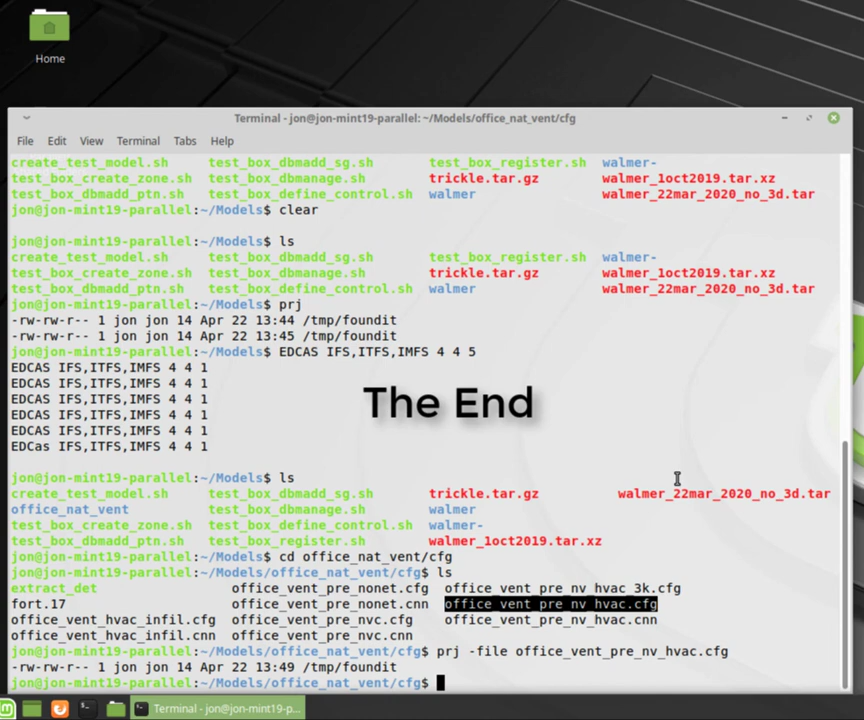 Home
Terminal - jon@jon-mint19-parallel: ~/Models/office_nat_vent/cfg
File Edit View Terminal Tabs Help
create_test_model.sh test_box_dbmadd_sg.sh test_box_register.sh walmer-
test_box_create_zone.sh test_box_dbmanage.sh trickle.tar.gz walmer_1oct2019.tar.xz
test_box_dbmadd_ptn.sh test_box_define_control.sh walmer walmer_22mar_2020_no_3d.tar
jon@jon-mint19-parallel:~/Models$ clear
jon@jon-mint19-parallel:~/Models$ ls
create_test_model.sh test_box_dbmadd_sg.sh test_box_register.sh walmer-
test_box_create_zone.sh test_box_dbmanage.sh trickle.tar.gz walmer_1oct2019.tar.xz
test_box_dbmadd_ptn.sh test_box_define_control.sh walmer walmer_22mar_2020_no_3d.tar
jon@jon-mint19-parallel:~/Models$ prj
-rw-rw-r-- 1 jon jon 14 Apr 22 13:44 /tmp/foundit
-rw-rw-r-- 1 jon jon 14 Apr 22 13:45 /tmp/foundit
jon@jon-mint19-parallel:~/Models$ EDCAS IFS,ITFS,IMFS 4 4 5
EDCAS IFS,ITFS,IMFS 4 4 1
EDCAS IFS,ITFS,IMFS 4 4 1
EDCAS IFS,ITFS,IMFS 4 4 1
The End
EDCAS IFS,ITFS,IMFS 4 4 1
EDCAS IFS,ITFS,IMFS 4 4 1
EDCas IFS,ITFS,IMFS 4 4 1
jon@jon-mint19-parallel:~/Models$ ls
create_test_model.sh test_box_dbmadd_sg.sh trickle.tar.gz walmer_22mar_2020_no_3d.tar
office_nat_vent test_box_dbmanage.sh walmer
test_box_create_zone.sh test_box_define_control.sh walmer-
test_box_dbmadd_ptn.sh test_box_register.sh walmer_1oct2019.tar.xz
jon@jon-mint19-parallel:~/Models$ cd office_nat_vent/cfg
jon@jon-mint19-parallel:~/Models/office_nat_vent/cfg$ ls
extract_det office_vent_pre_nonet.cfg office_vent_pre_nv_hvac_3k.cfg
fort.17 office_vent_pre_nonet.cnn office_vent_pre_nv_hvac.cfg
office_vent_hvac_infil.cfg office_vent_pre_nvc.cfg office_vent_pre_nv_hvac.cnn
office_vent_hvac_infil.cnn office_vent_pre_nvc.cnn
jon@jon-mint19-parallel:~/Models/office_nat_vent/cfg$ prj -file office_vent_pre_nv_hvac.cfg
-rw-rw-r-- 1 jon jon 14 Apr 22 13:49 /tmp/foundit
jon@jon-mint19-parallel:~/Models/office_nat_vent/cfg$
Terminal - jon@jon-mint19-p...